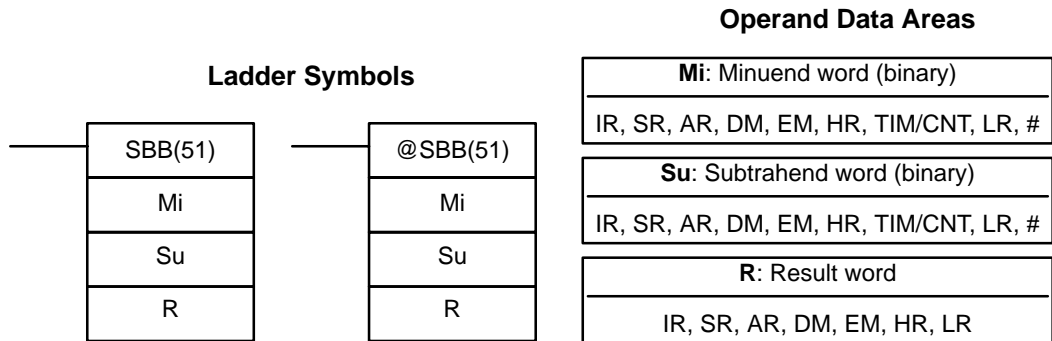 Operand Data Areas
Ladder Symbols
Mi: Minuend word (binary)
IR, SR, AR, DM, EM, HR, TIM/CNT, LR, #
SBB(51)
@SBB(51)
Su: Subtrahend word (binary)
Mi
Mi
IR, SR, AR, DM, EM, HR, TIM/CNT, LR, #
Su
Su
R: Result word
R
R
IR, SR, AR, DM, EM, HR, LR